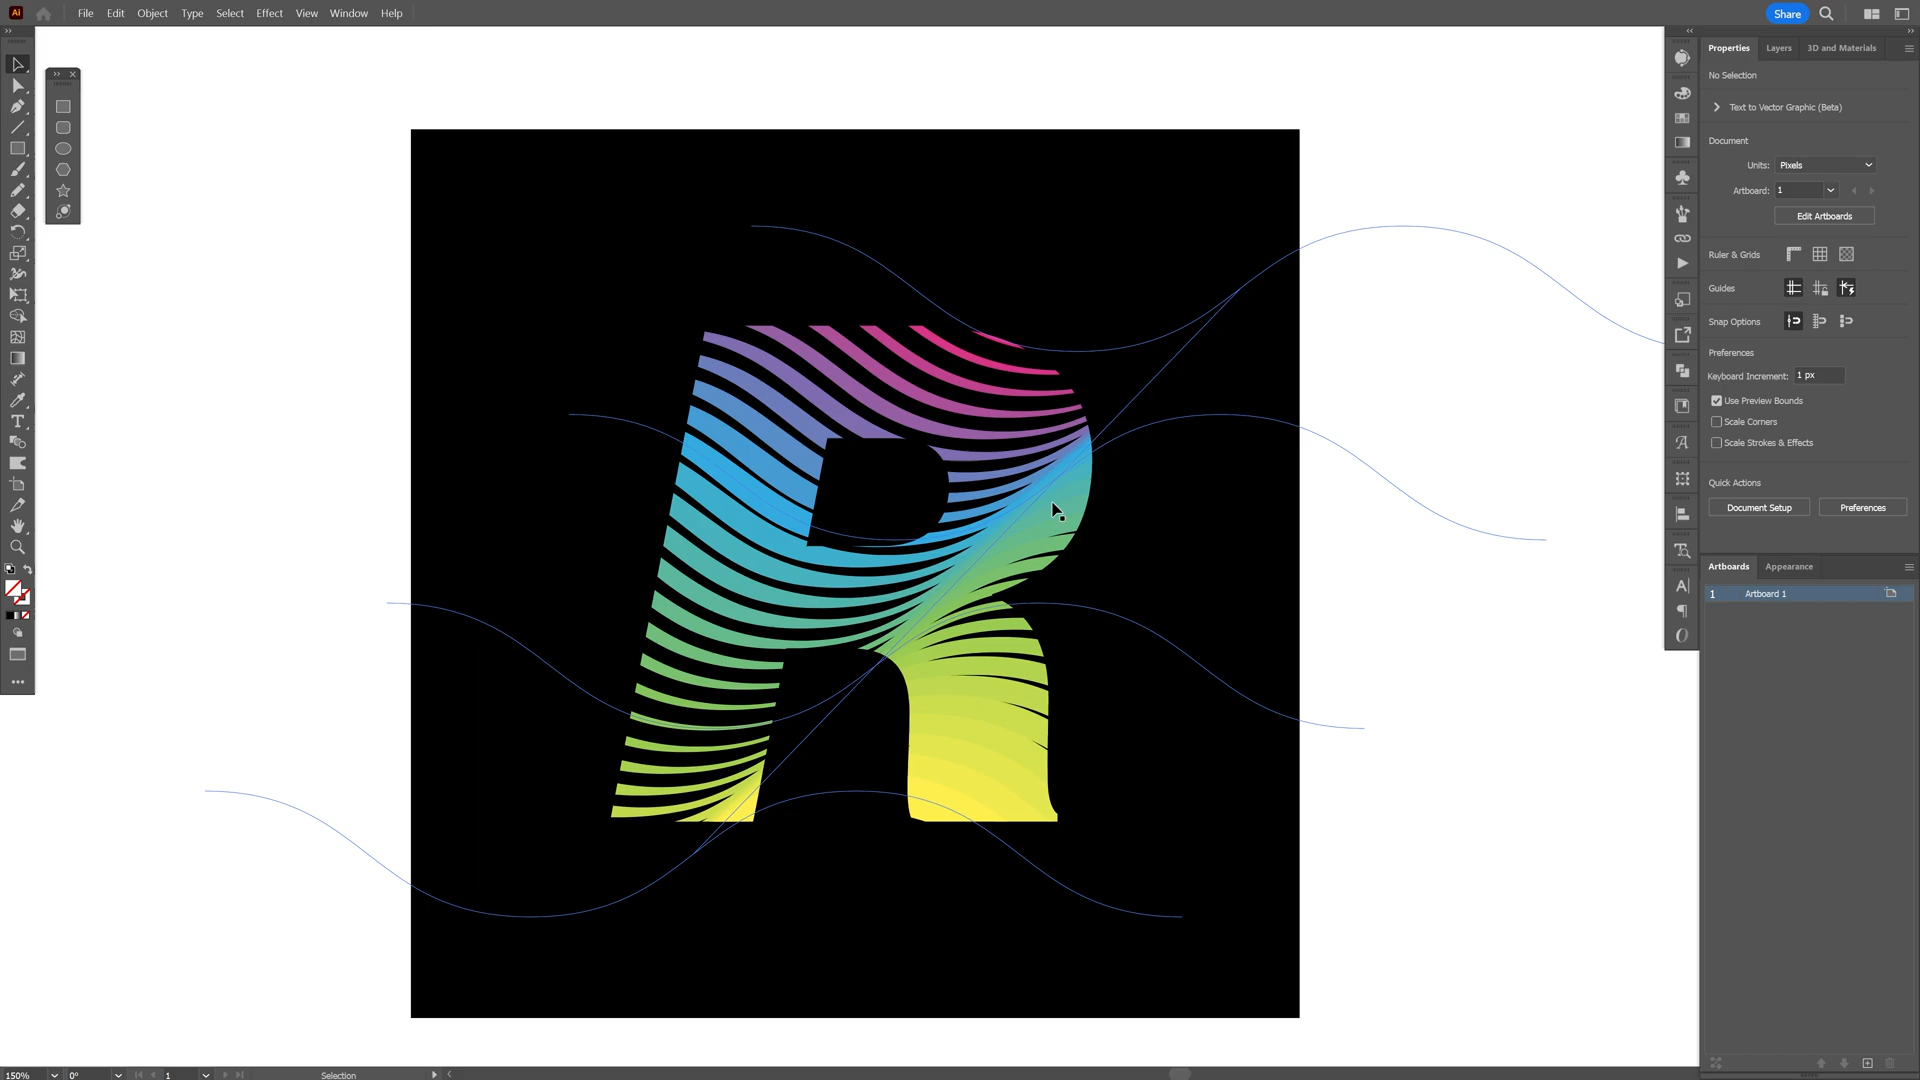 Ai
File Edit Object Type Select Effect View Window Help
Share
Properties Layers 3D and Materials
No Selection
Text to Vector Graphic (Beta)
Document
Units: Pixels
Artboard: 1
Edit Artboards
Ruler & Grids
Guides
Snap Options
Preferences
Keyboard Increment: 1 px
Use Preview Bounds
Scale Corners
Scale Strokes & Effects
Quick Actions
Document Setup Preferences
Artboards Appearance
1 Artboard 1
R
150% 0° 1 Selection